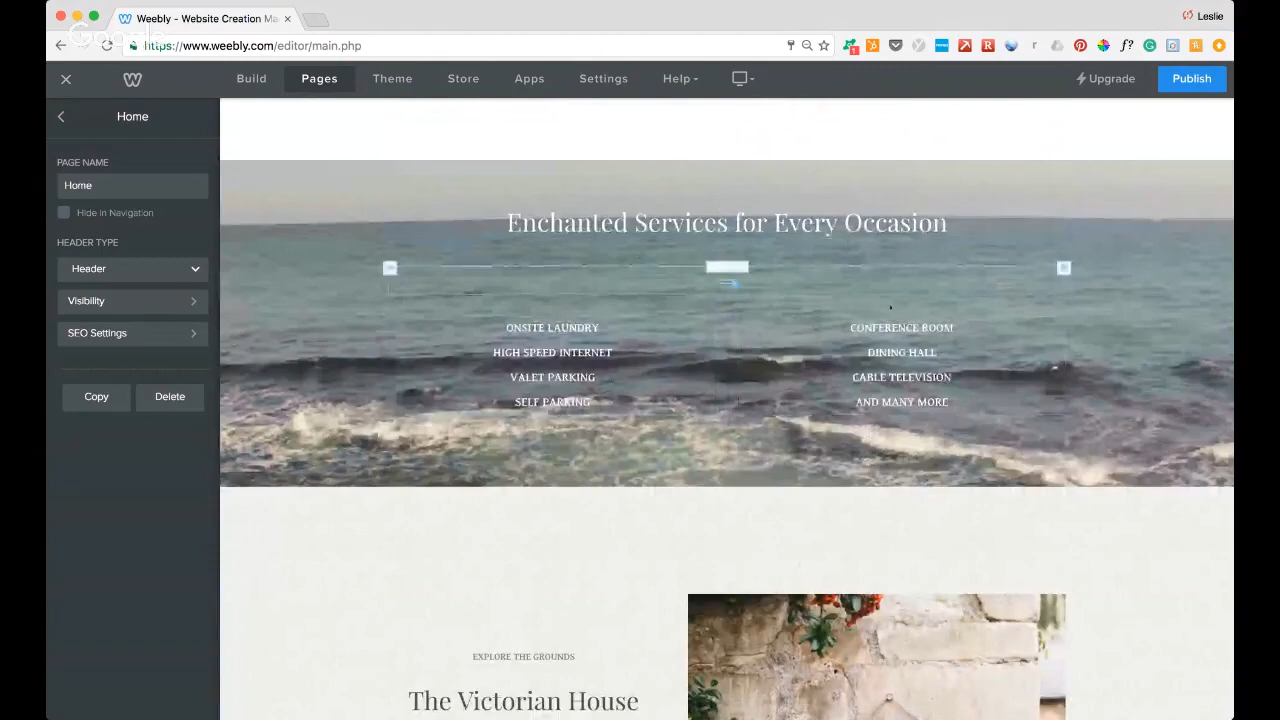 Weebly - Website Creation Ma
Leslie
Google
https://www.weebly.com/editor/main.php
Build
Pages
Theme
Store
Apps
Settings
Help
Upgrade
Publish
Home
PAGE NAME
Home
Hide in Navigation
HEADER TYPE
Header
Visibility
SEO Settings
Copy
Delete
Enchanted Services for Every Occasion
ONSITE LAUNDRY
HIGH SPEED INTERNET
VALET PARKING
SELF PARKING
CONFERENCE ROOM
DINING HALL
CABLE TELEVISION
AND MANY MORE
EXPLORE THE GROUNDS
The Victorian House